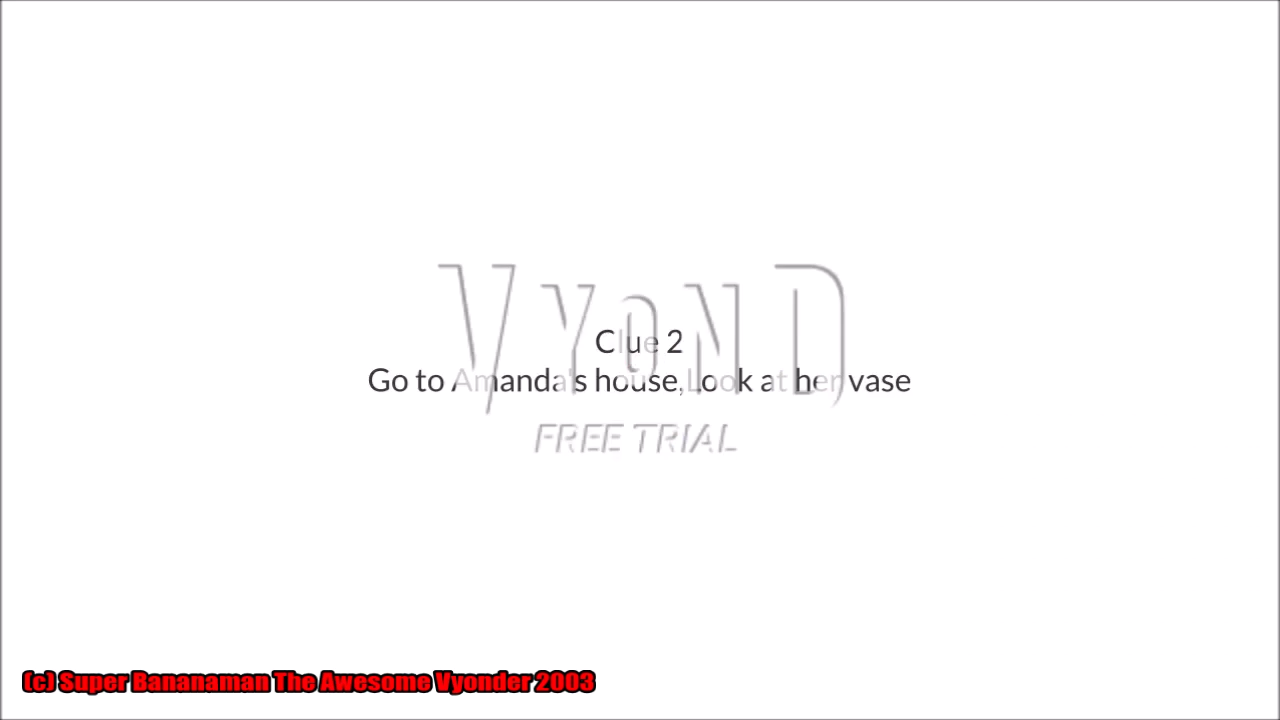 Clue 2
Go to Amanda's house, Look at her vase
VYOND
FREE TRIAL
(c) Super Bananaman The Awesome Vyonder 2003